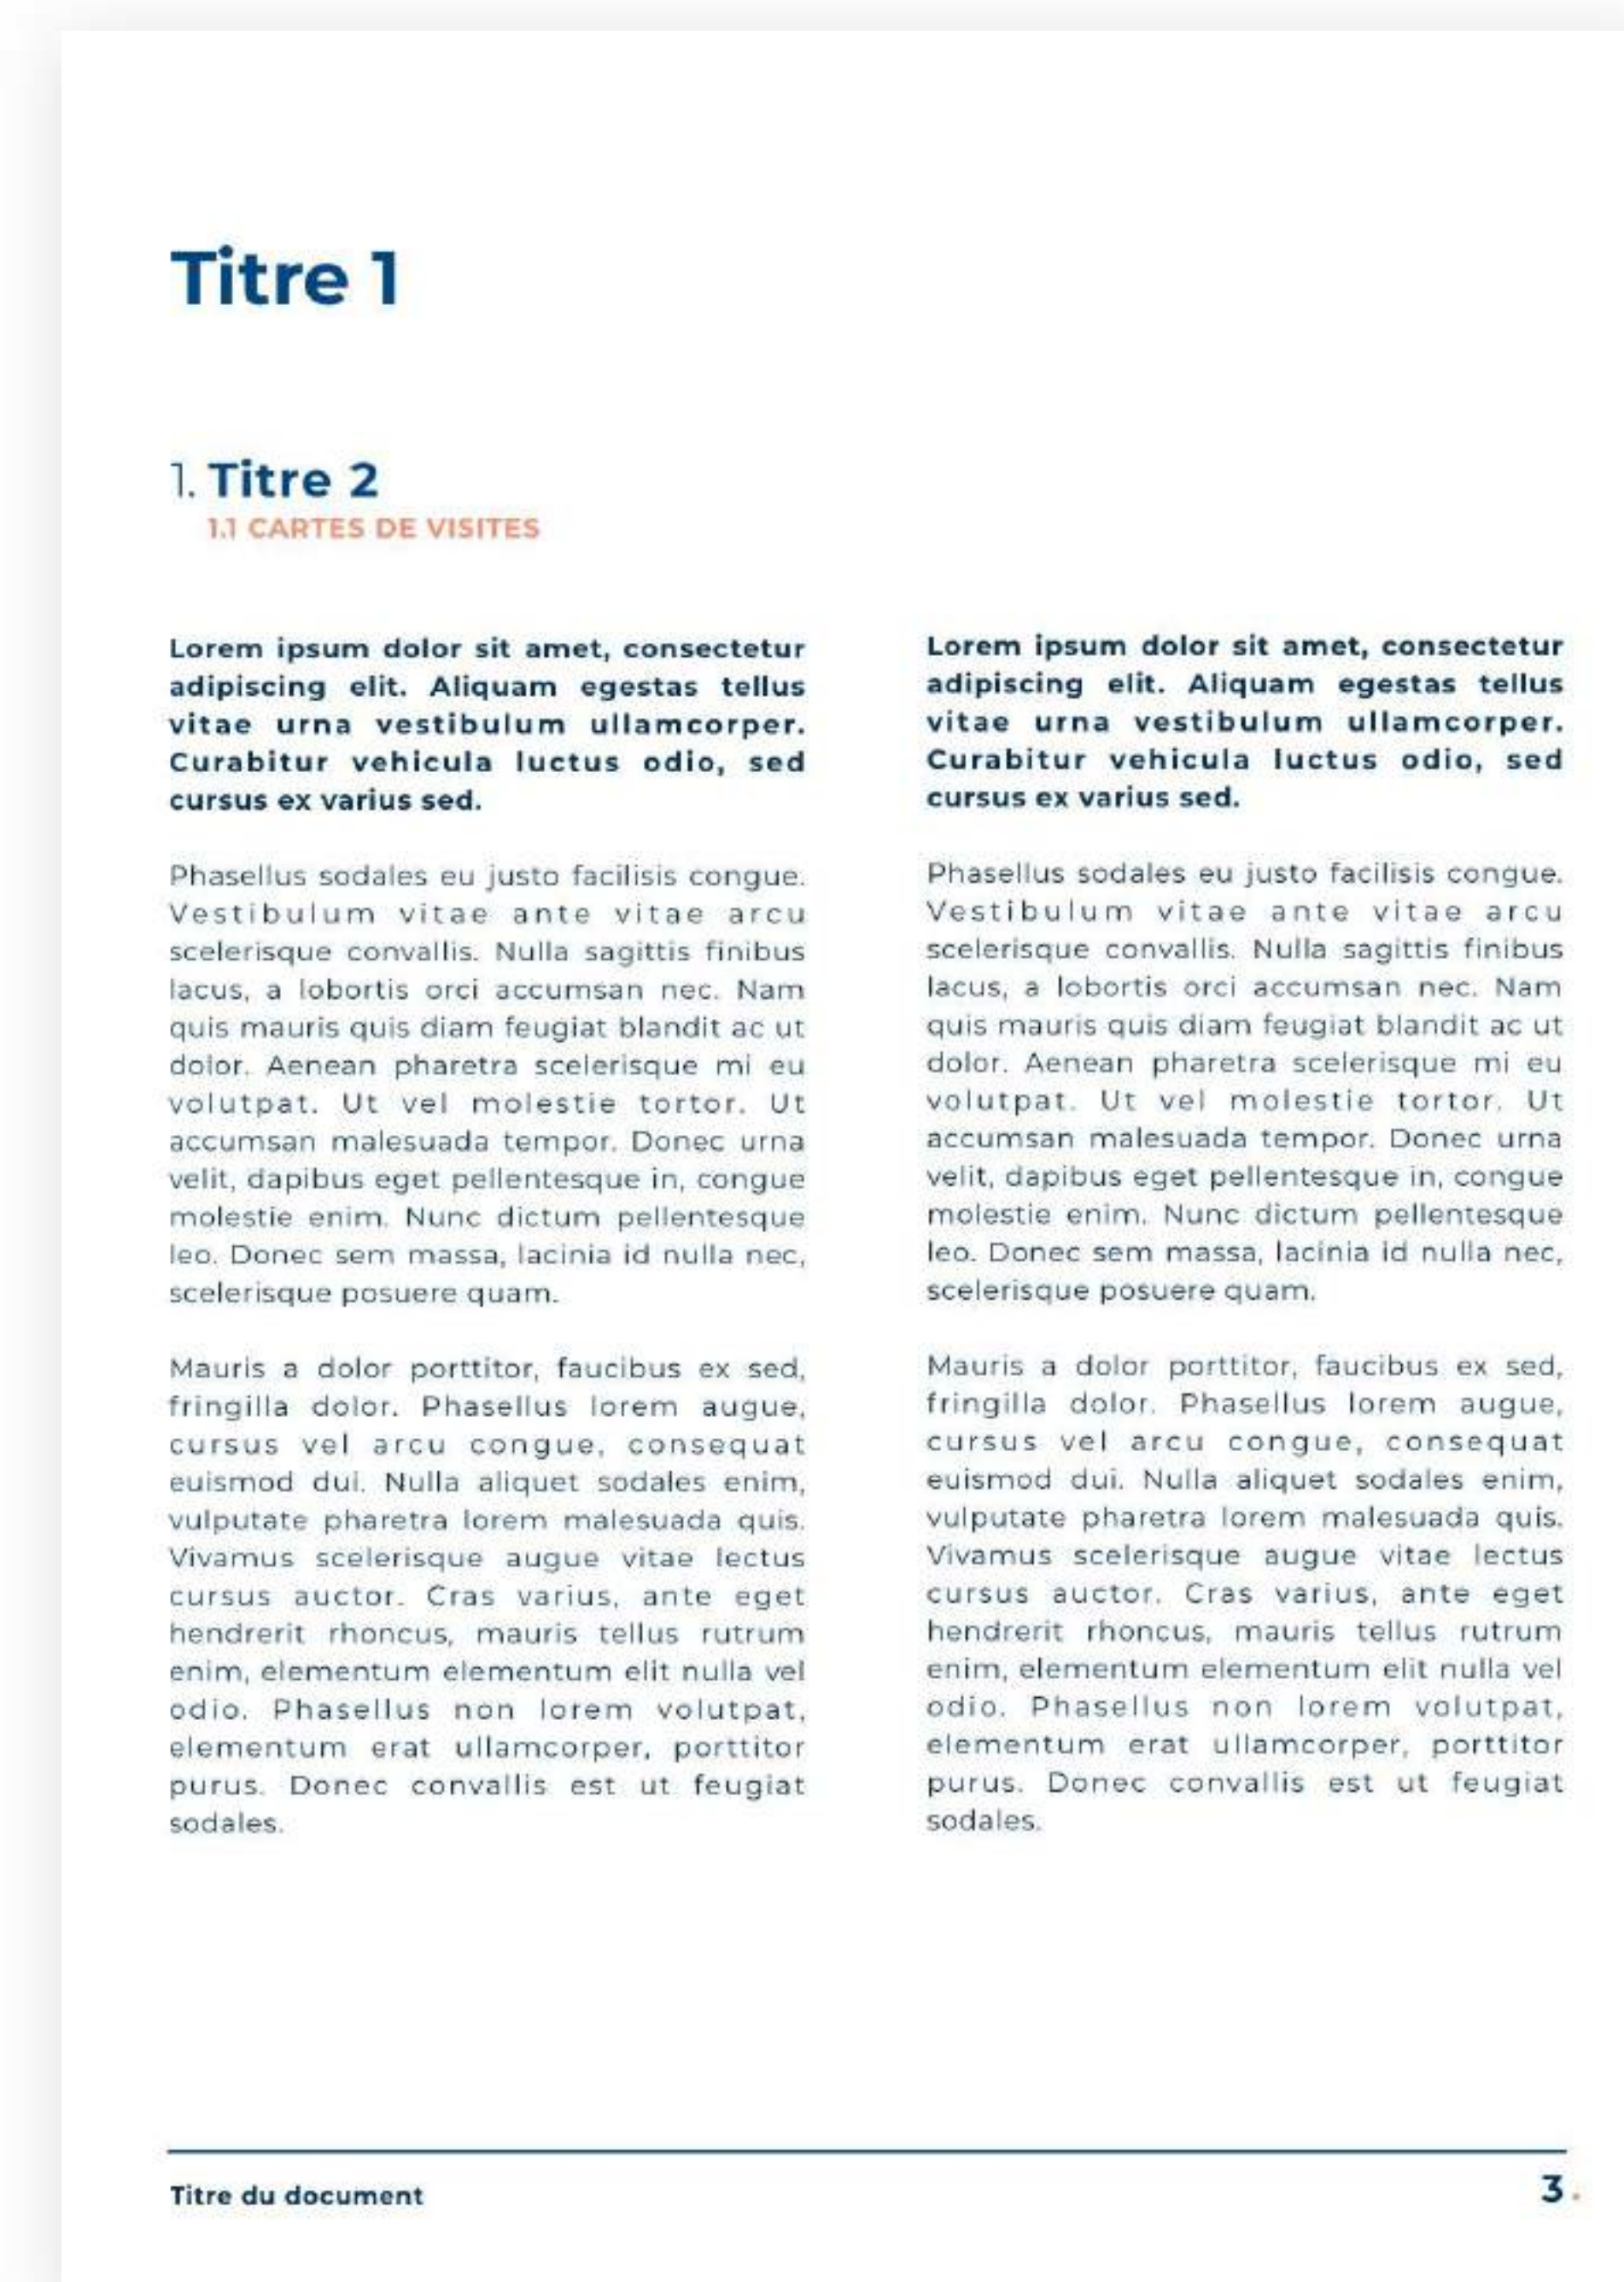 Titre 1
1. Titre 2
1.1 CARTES DE VISITES
Lorem ipsum dolor sit amet, consectetur
adipiscing elit. Aliquam egestas tellus
vitae urna vestibulum ullamcorper.
Curabitur vehicula luctus odio, sed
cursus ex varius sed.
Phasellus sodales eu justo facilisis congue.
Vestibulum vitae ante vitae arcu
scelerisque convallis. Nulla sagittis finibus
lacus, a lobortis orci accumsan nec. Nam
quis mauris quis diam feugiat blandit ac ut
dolor. Aenean pharetra scelerisque mi eu
volutpat. Ut vel molestie tortor. Ut
accumsan malesuada tempor. Donec urna
velit, dapibus eget pellentesque in, congue
molestie enim. Nunc dictum pellentesque
leo. Donec sem massa, lacinia id nulla nec,
scelerisque posuere quam.
Mauris a dolor porttitor, faucibus ex sed,
fringilla dolor. Phasellus lorem augue,
cursus vel arcu congue, consequat
euismod dui. Nulla aliquet sodales enim,
vulputate pharetra lorem malesuada quis.
Vivamus scelerisque augue vitae lectus
cursus auctor. Cras varius, ante eget
hendrerit rhoncus, mauris tellus rutrum
enim, elementum elementum elit nulla vel
odio. Phasellus non lorem volutpat,
elementum erat ullamcorper, porttitor
purus. Donec convallis est ut feugiat
sodales.
Lorem ipsum dolor sit amet, consectetur
adipiscing elit. Aliquam egestas tellus
vitae urna vestibulum ullamcorper.
Curabitur vehicula luctus odio, sed
cursus ex varius sed.
Phasellus sodales eu justo facilisis congue.
Vestibulum vitae ante vitae arcu
scelerisque convallis. Nulla sagittis finibus
lacus, a lobortis orci accumsan nec. Nam
quis mauris quis diam feugiat blandit ac ut
dolor. Aenean pharetra scelerisque mi eu
volutpat. Ut vel molestie tortor. Ut
accumsan malesuada tempor. Donec urna
velit, dapibus eget pellentesque in, congue
molestie enim. Nunc dictum pellentesque
leo. Donec sem massa, lacinia id nulla nec,
scelerisque posuere quam.
Mauris a dolor porttitor, faucibus ex sed,
fringilla dolor. Phasellus lorem augue,
cursus vel arcu congue, consequat
euismod dui. Nulla aliquet sodales enim,
vulputate pharetra lorem malesuada quis.
Vivamus scelerisque augue vitae lectus
cursus auctor. Cras varius, ante eget
hendrerit rhoncus, mauris tellus rutrum
enim, elementum elementum elit nulla vel
odio. Phasellus non lorem volutpat,
elementum erat ullamcorper, porttitor
purus. Donec convallis est ut feugiat
sodales.
Titre du document
3.